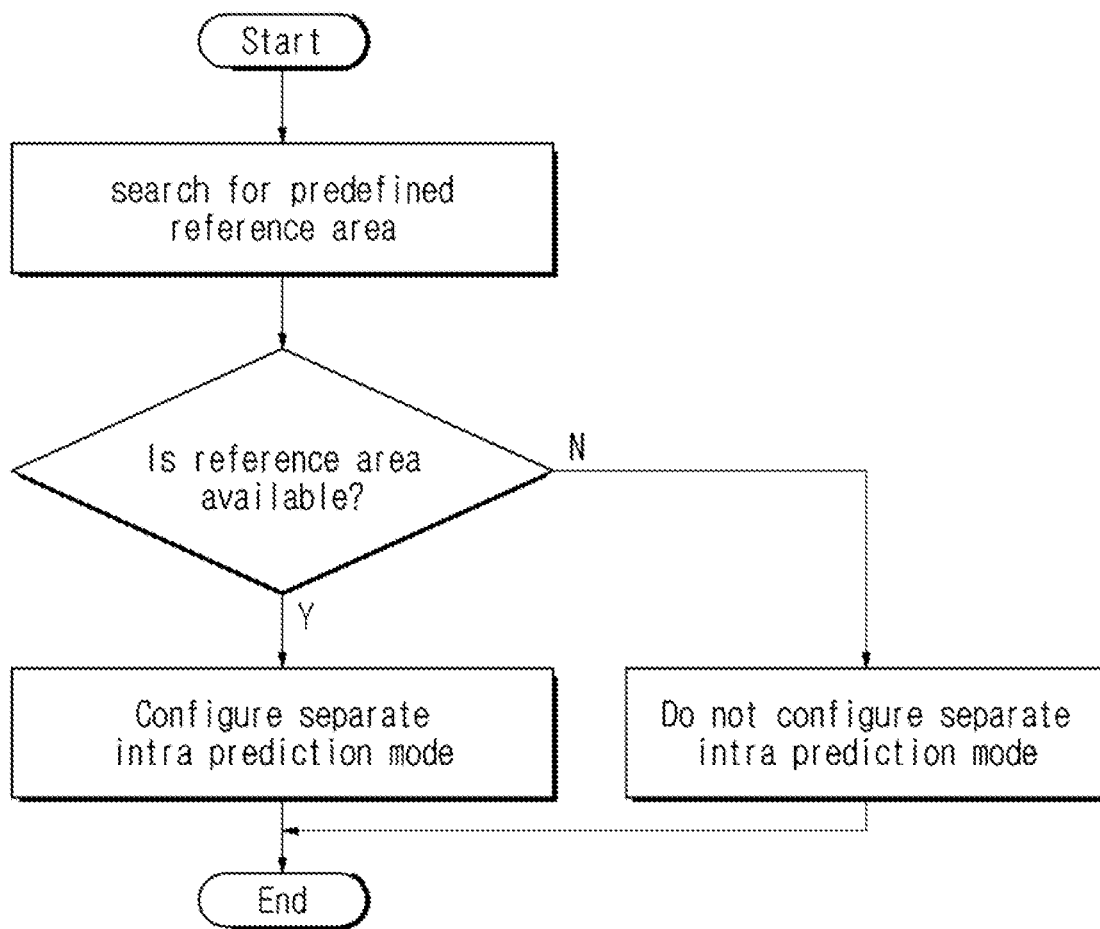 Start
search for predefined
reference area
Is reference area
available?
N
Y
Configure separate
intra prediction mode
Do not configure separate
intra prediction mode
End